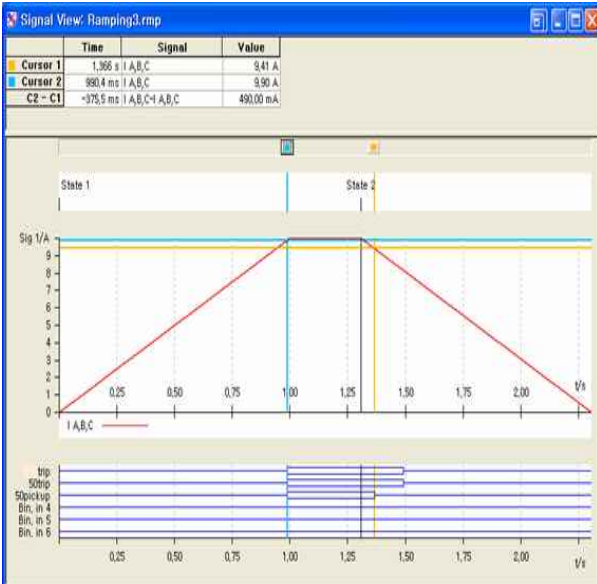 Signal View: Ramping3.rmp
Time Signal Value
Cursor 1 1,366 s I A,B,C 9,41 A
Cursor 2 990,4 ms I A,B,C 9,90 A
C2 - C1 -375,5 ms I A,B,C-I A,B,C 490,00 mA
State 1 State 2
Sig 1/A
9
8
7
6
5
4
3
2
1
0
0,25 0,50 0,75 1,00 1,25 1,50 1,75 2,00 t/s
I A,B,C
trip
50trip
50pickup
Bin, in 4
Bin, in 5
Bin, in 6
0,25 0,50 0,75 1,00 1,25 1,50 1,75 2,00 t/s